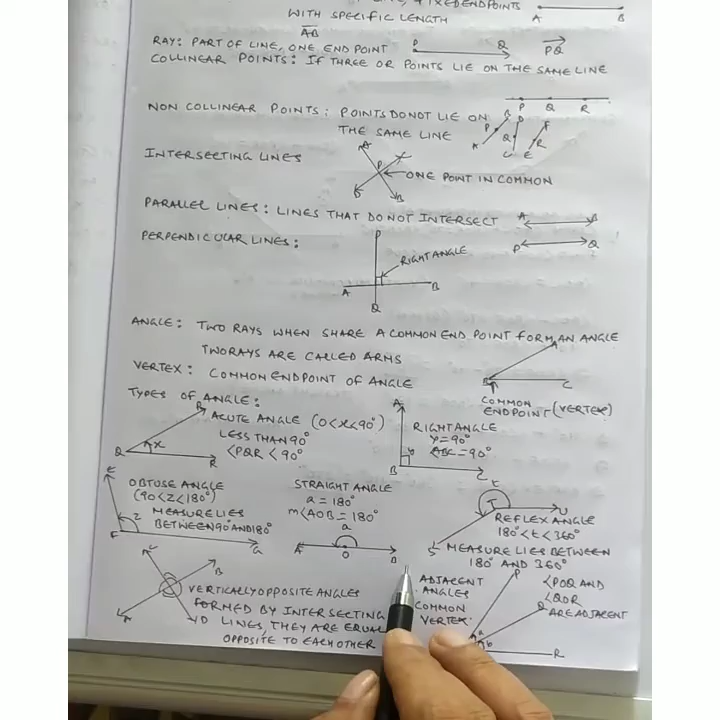 FIXED ENDPOINTS
WITH SPECIFIC LENGTH
AB
A B
RAY: PART OF LINE, ONE END POINT
P Q PQ
COLLINEAR POINTS: IF THREE OR POINTS LIE ON THE SAME LINE
P Q R
NON COLLINEAR POINTS: POINTS DO NOT LIE ON
THE SAME LINE
A P B C Q D E R F
INTERSECTING LINES
A C
P
ONE POINT IN COMMON
D B
PARALLEL LINES: LINES THAT DO NOT INTERSECT
A B
P Q
PERPENDICULAR LINES:
P
RIGHT ANGLE
A B
Q
ANGLE: TWO RAYS WHEN SHARE A COMMON END POINT FORM AN ANGLE
TWO RAYS ARE CALLED ARMS
A
B C
VERTEX: COMMON ENDPOINT OF ANGLE
COMMON
ENDPOINT (VERTEX)
TYPES OF ANGLE:
P
ACUTE ANGLE (0<x<90°)
LESS THAN 90°
<PQR < 90°
Q x R
A
RIGHT ANGLE
y=90°
ABC=90°
B y C
E
OBTUSE ANGLE
(90<z<180°)
MEASURE LIES
BETWEEN 90° AND 180°
F z G
STRAIGHT ANGLE
a=180°
m<AOB=180°
a
A O B
t
T U
S
REFLEX ANGLE
180°<t<360°
MEASURE LIES BETWEEN
180° AND 360°
C B
A D
VERTICALLY OPPOSITE ANGLES
FORMED BY INTERSECTING
LINES, THEY ARE EQUAL
OPPOSITE TO EACH OTHER
ADJACENT
ANGLES
COMMON
VERTEX
P
Q
a
b
R
<POQ AND
<QOR
ARE ADJACENT